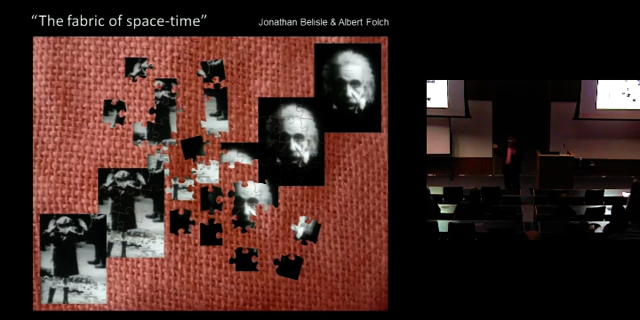 “The fabric of space-time”
Jonathan Belisle & Albert Folch